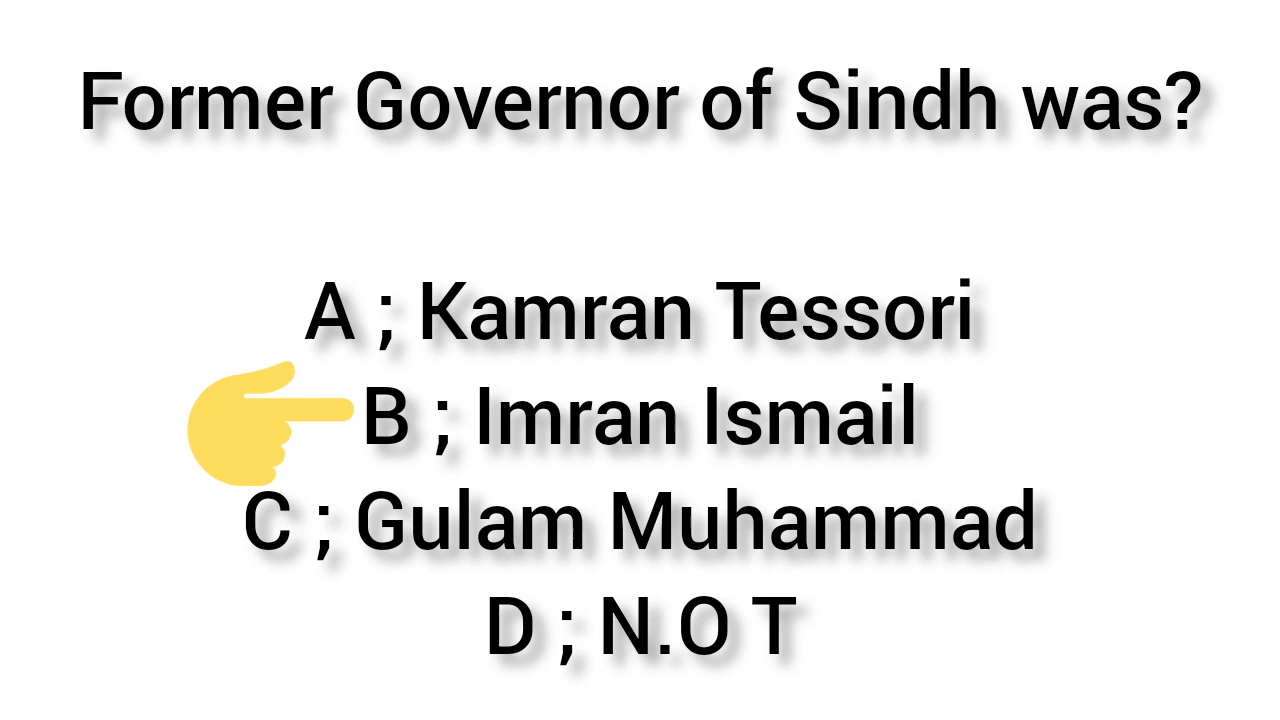 Former Governor of Sindh was?
A ; Kamran Tessori
B ; Imran Ismail
C ; Gulam Muhammad
D ; N.O T